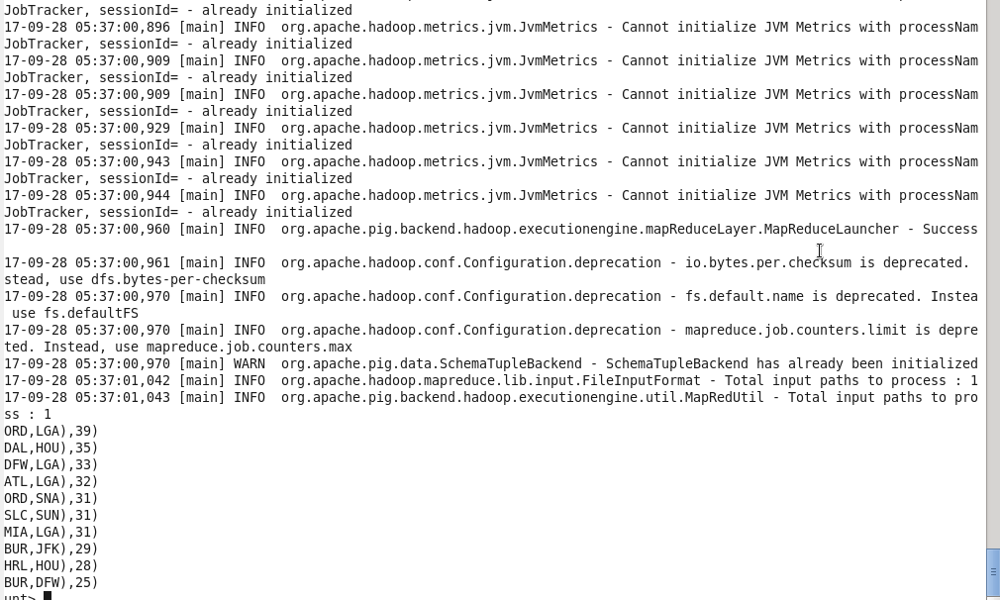 JobTracker, sessionId= - already initialized
17-09-28 05:37:00,896 [main] INFO  org.apache.hadoop.metrics.jvm.JvmMetrics - Cannot initialize JVM Metrics with processNam
JobTracker, sessionId= - already initialized
17-09-28 05:37:00,909 [main] INFO  org.apache.hadoop.metrics.jvm.JvmMetrics - Cannot initialize JVM Metrics with processNam
JobTracker, sessionId= - already initialized
17-09-28 05:37:00,909 [main] INFO  org.apache.hadoop.metrics.jvm.JvmMetrics - Cannot initialize JVM Metrics with processNam
JobTracker, sessionId= - already initialized
17-09-28 05:37:00,929 [main] INFO  org.apache.hadoop.metrics.jvm.JvmMetrics - Cannot initialize JVM Metrics with processNam
JobTracker, sessionId= - already initialized
17-09-28 05:37:00,943 [main] INFO  org.apache.hadoop.metrics.jvm.JvmMetrics - Cannot initialize JVM Metrics with processNam
JobTracker, sessionId= - already initialized
17-09-28 05:37:00,944 [main] INFO  org.apache.hadoop.metrics.jvm.JvmMetrics - Cannot initialize JVM Metrics with processNam
JobTracker, sessionId= - already initialized
17-09-28 05:37:00,960 [main] INFO  org.apache.pig.backend.hadoop.executionengine.mapReduceLayer.MapReduceLauncher - Success
17-09-28 05:37:00,961 [main] INFO  org.apache.hadoop.conf.Configuration.deprecation - io.bytes.per.checksum is deprecated.
stead, use dfs.bytes-per-checksum
17-09-28 05:37:00,970 [main] INFO  org.apache.hadoop.conf.Configuration.deprecation - fs.default.name is deprecated. Instea
use fs.defaultFS
17-09-28 05:37:00,970 [main] INFO  org.apache.hadoop.conf.Configuration.deprecation - mapreduce.job.counters.limit is depre
ted. Instead, use mapreduce.job.counters.max
17-09-28 05:37:00,970 [main] WARN  org.apache.pig.data.SchemaTupleBackend - SchemaTupleBackend has already been initialized
17-09-28 05:37:01,042 [main] INFO  org.apache.hadoop.mapreduce.lib.input.FileInputFormat - Total input paths to process : 1
17-09-28 05:37:01,043 [main] INFO  org.apache.pig.backend.hadoop.executionengine.util.MapRedUtil - Total input paths to pro
ss : 1
ORD,LGA),39)
DAL,HOU),35)
DFW,LGA),33)
ATL,LGA),32)
ORD,SNA),31)
SLC,SUN),31)
MIA,LGA),31)
BUR,JFK),29)
HRL,HOU),28)
BUR,DFW),25)
unt>